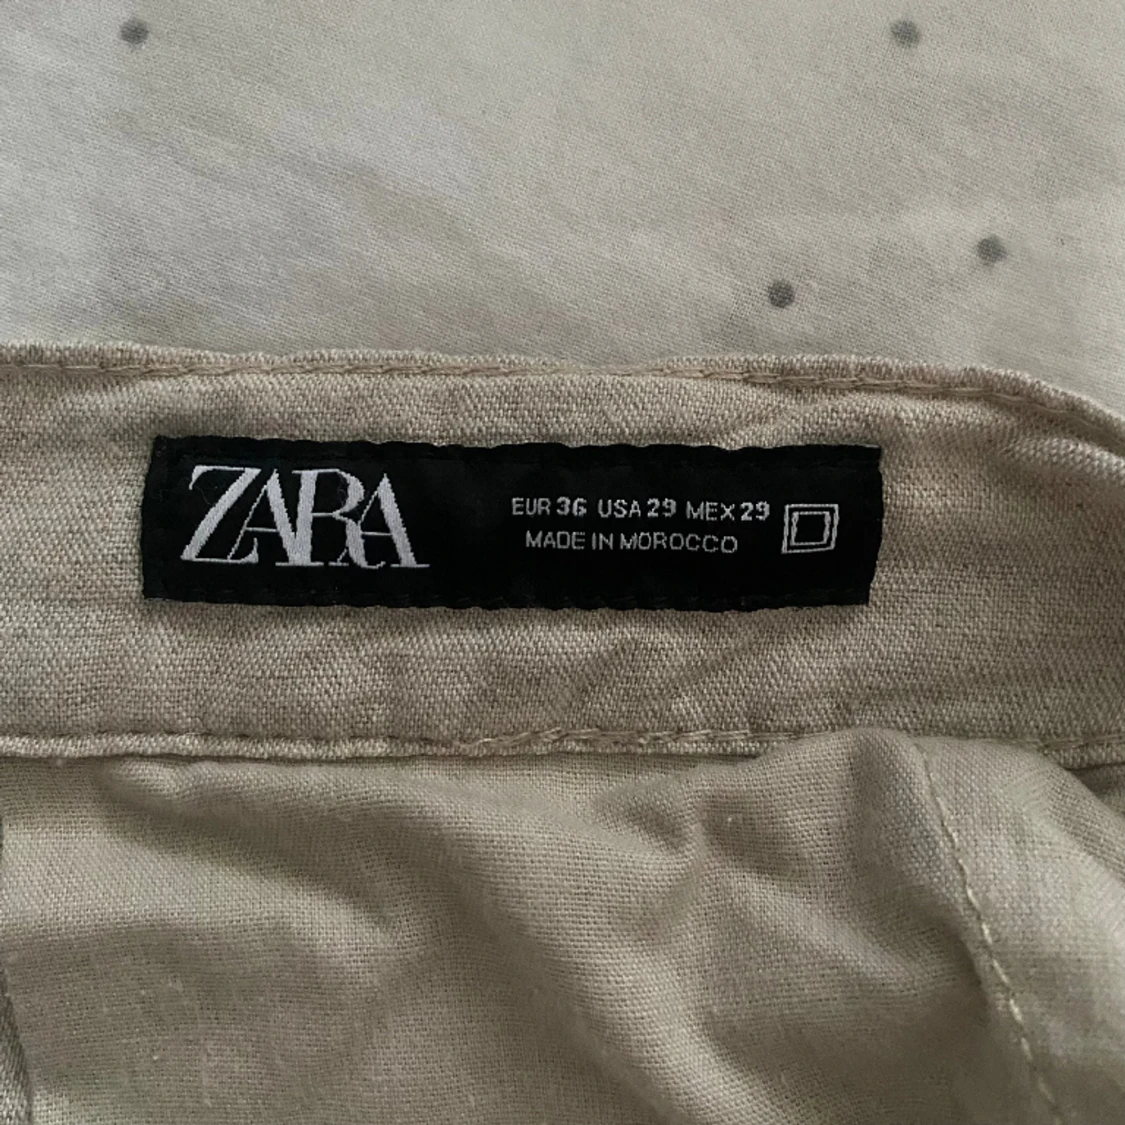 ZARA
EUR 36 USA 29 MEX 29
MADE IN MOROCCO